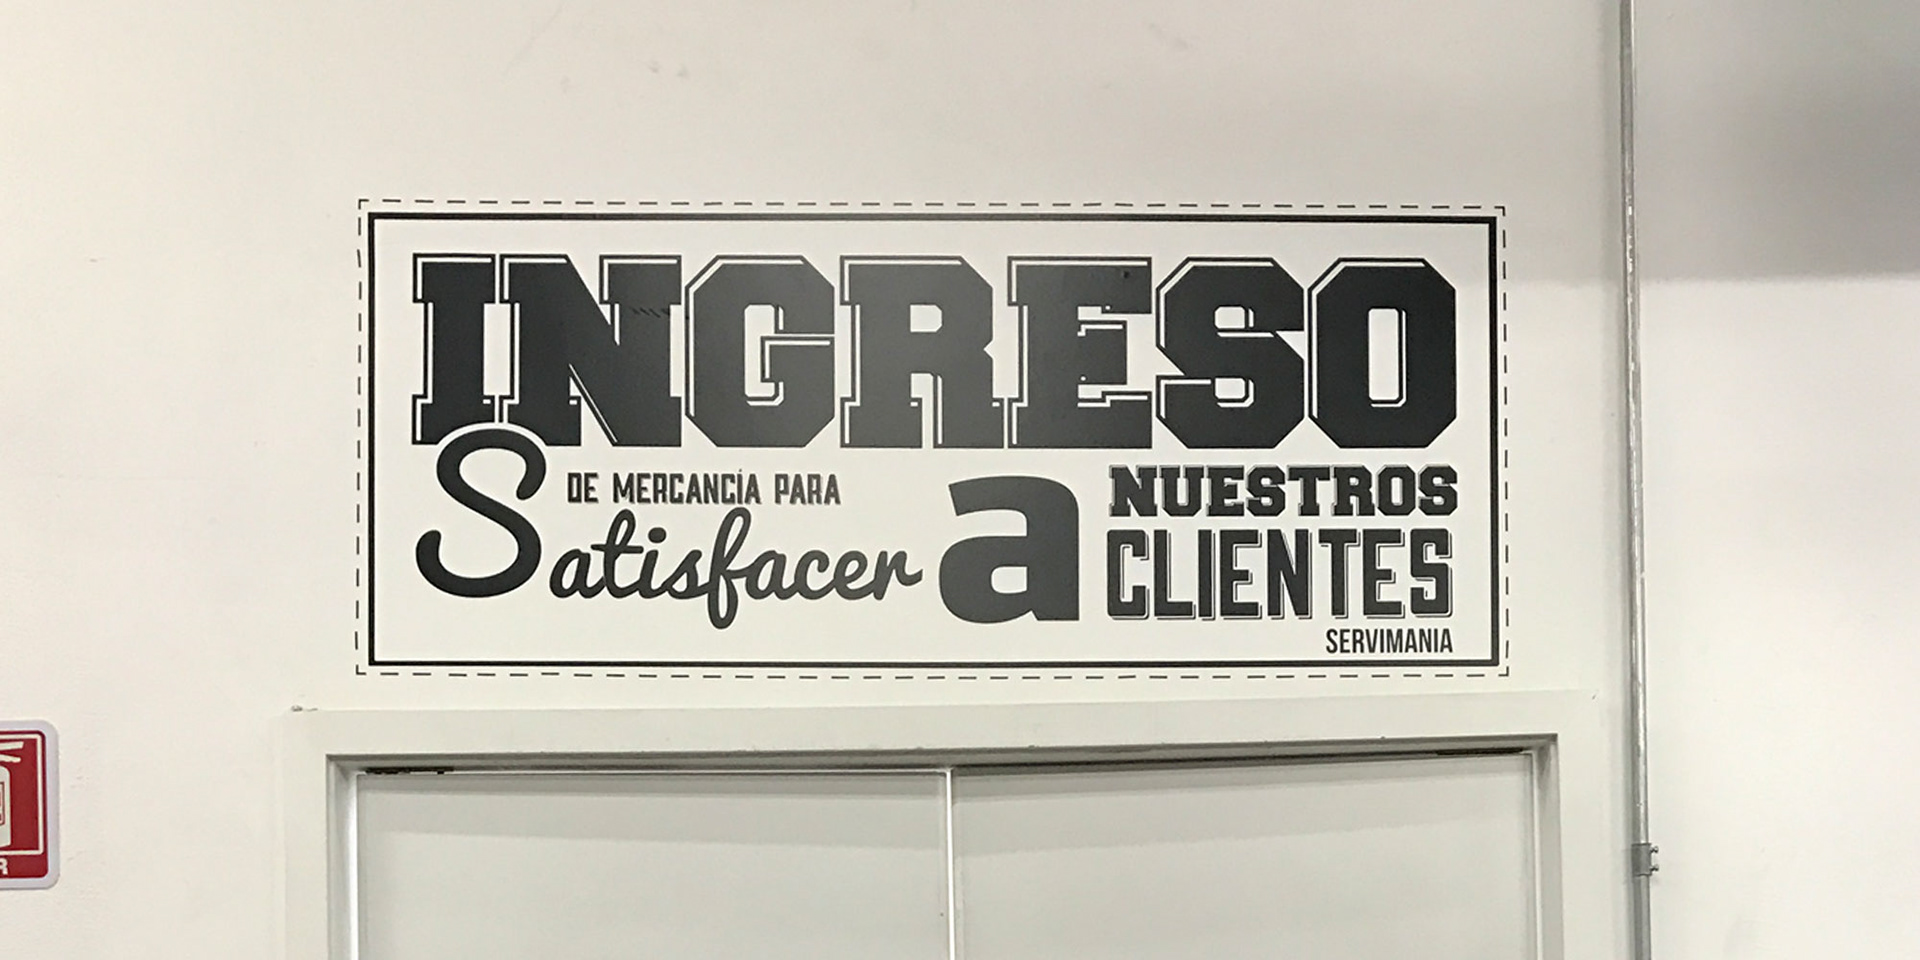 INGRESO
DE MERCANCÍA PARA
Satisfacer a
NUESTROS
CLIENTES
SERVIMANIA